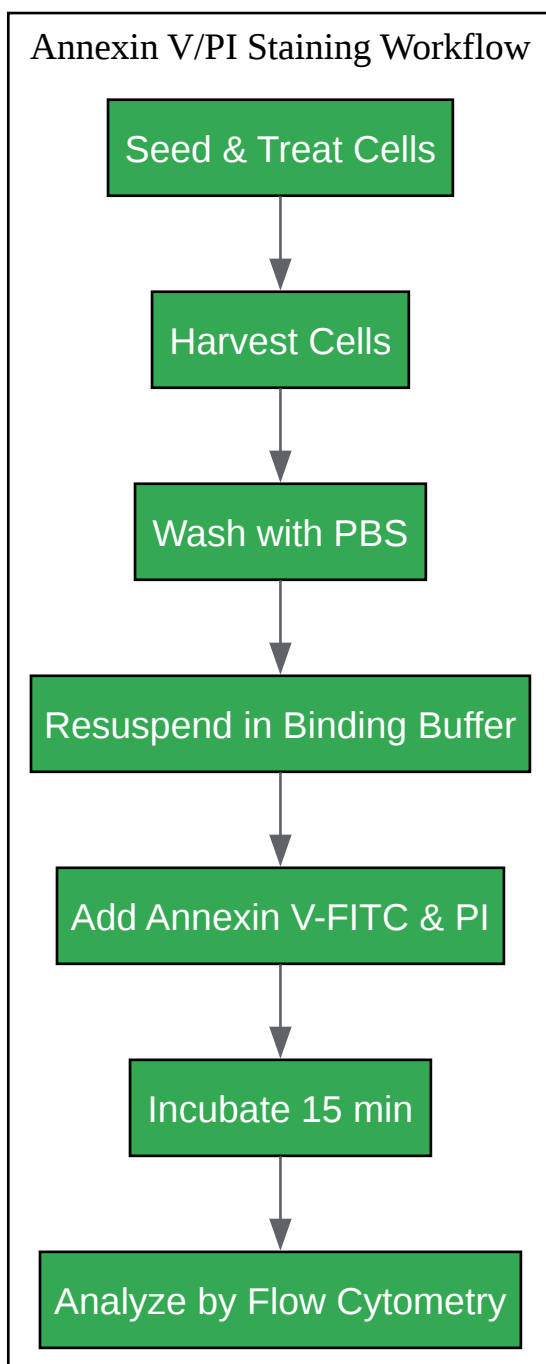 Annexin V/PI Staining Workflow
Seed & Treat Cells
Harvest Cells
Wash with PBS
Resuspend in Binding Buffer
Add Annexin V-FITC & PI
Incubate 15 min
Analyze by Flow Cytometry